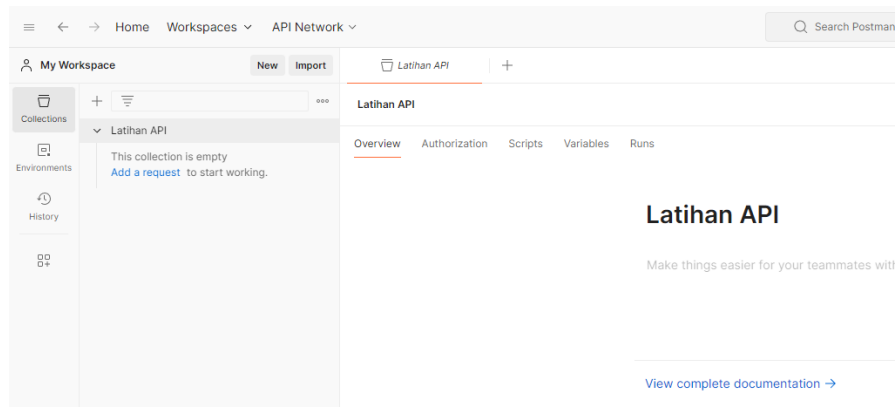 Home Workspaces API Network Search Postman
My Workspace New Import Latihan API
Collections
Latihan API
Latihan API
Overview Authorization Scripts Variables Runs
This collection is empty
Add a request to start working.
Environments
History
Latihan API
Make things easier for your teammates with
View complete documentation →